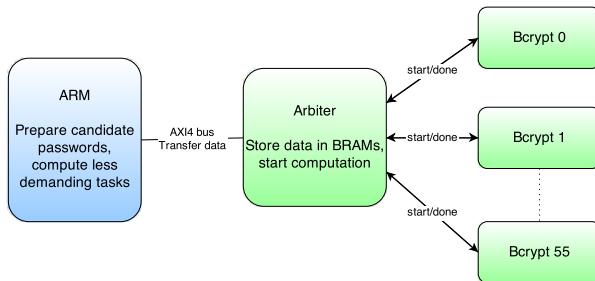 ARM
Prepare candidate
passwords,
compute less
demanding tasks
AXI4 bus
Transfer data
Arbiter
Store data in BRAMs,
start computation
start/done
Bcrypt 0
start/done
Bcrypt 1
start/done
Bcrypt 55